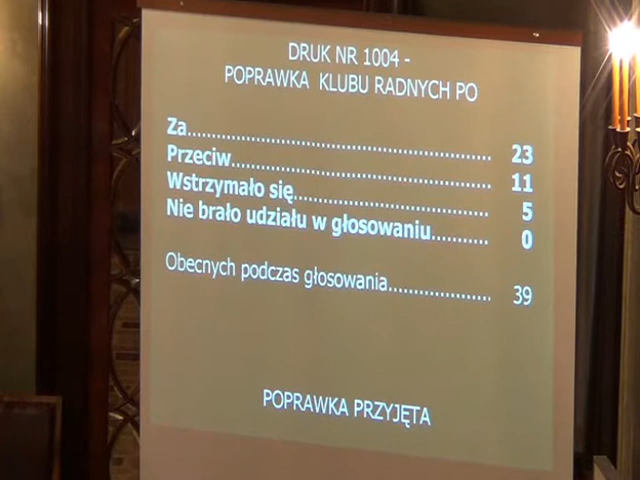 DRUK NR 1004 -
POPRAWKA KLUBU RADNYCH PO
Za................................................... 23
Przeciw............................................ 11
Wstrzymało się................................. 5
Nie brało udziału w głosowaniu.......... 0
Obecnych podczas głosowania................. 39
POPRAWKA PRZYJĘTA